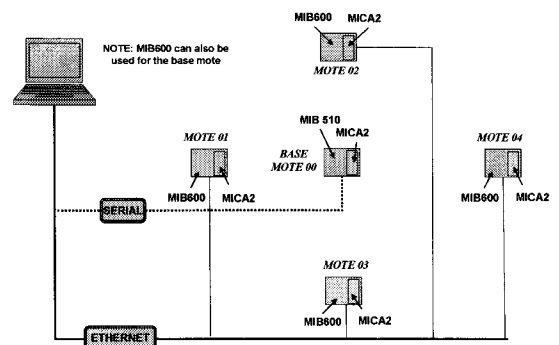 NOTE: MIB600 can also be
used for the base mote
MIB600
MICA2
MOTE 02
MIB 510
MICA2
BASE
MOTE 00
MOTE 01
MIB600
MICA2
MOTE 04
MIB600
MICA2
SERIAL
MOTE 03
MIB600
MICA2
ETHERNET